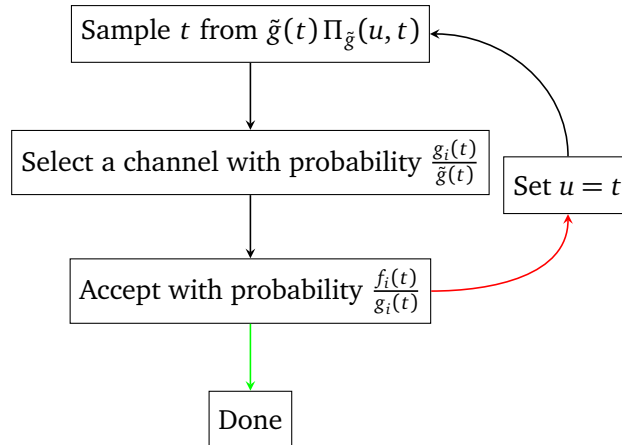 Sample t from g̃(t) Π_g̃(u, t)
Select a channel with probability g_i(t)/g̃(t)
Set u = t
Accept with probability f_i(t)/g_i(t)
Done